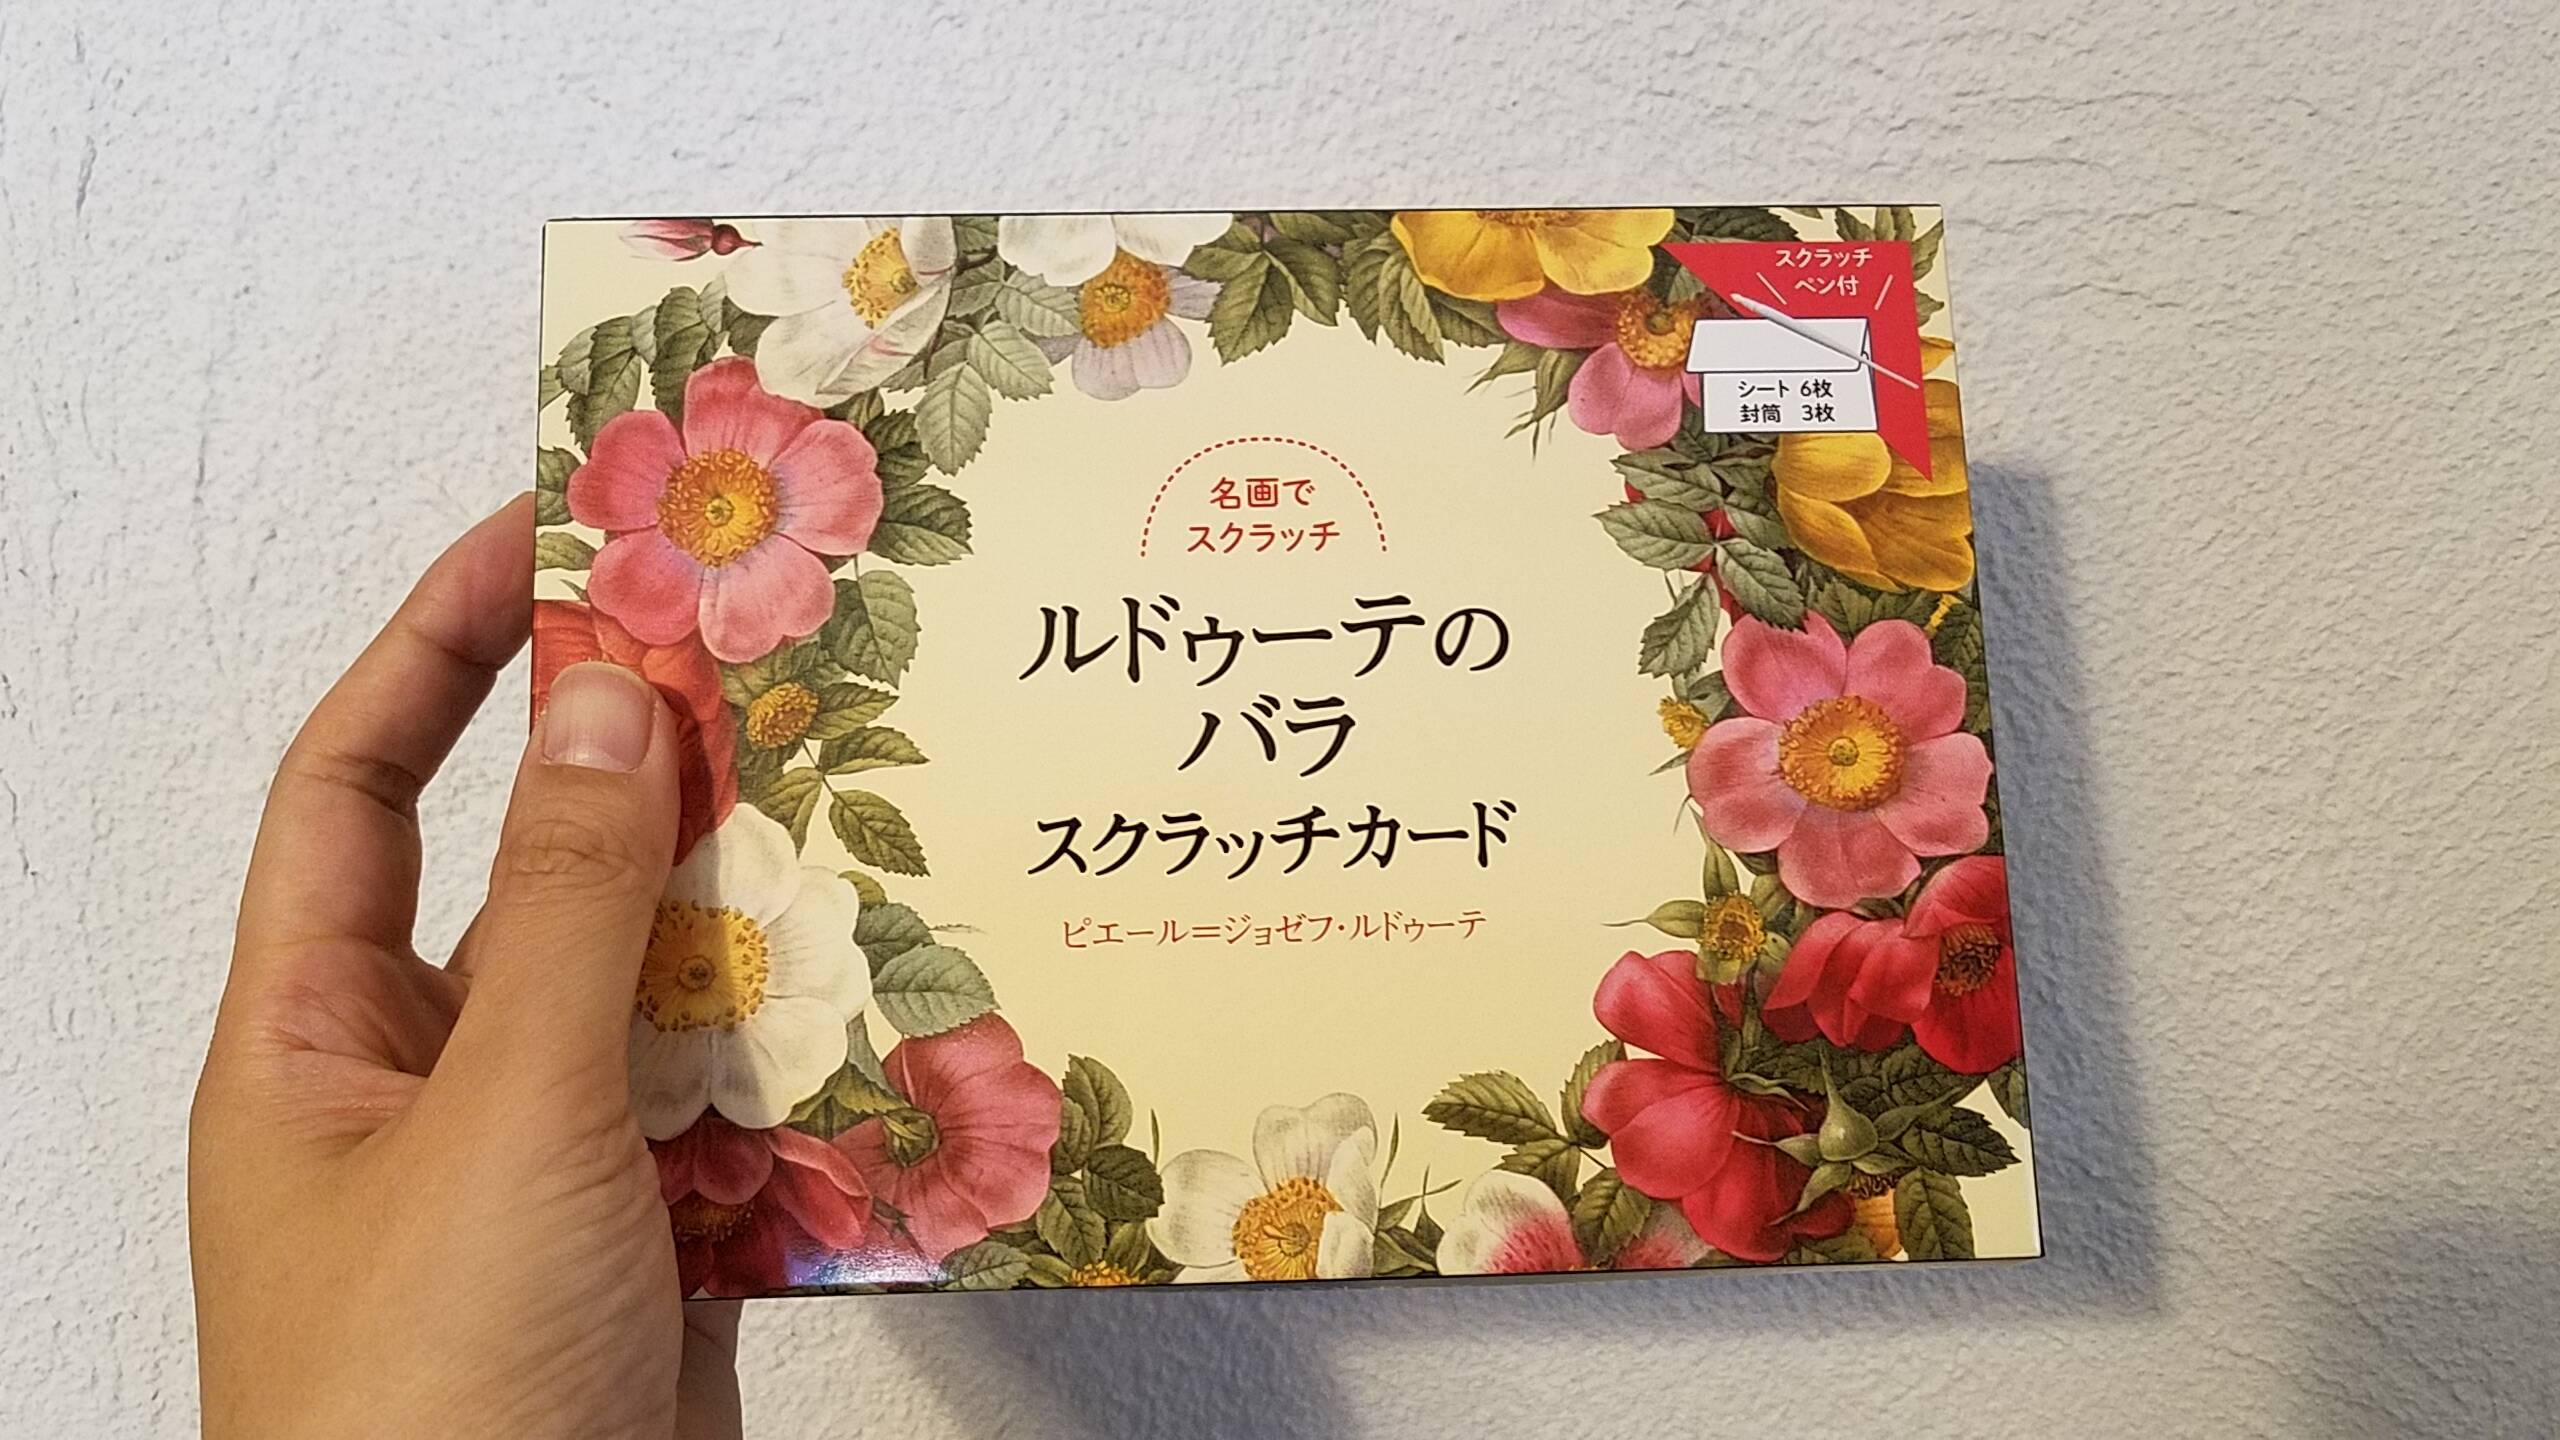 スクラッチ
ペン付
シート 6枚
封筒 3枚
名画で
スクラッチ
ルドゥーテの
バラ
スクラッチカード
ピエール＝ジョゼフ・ルドゥーテ